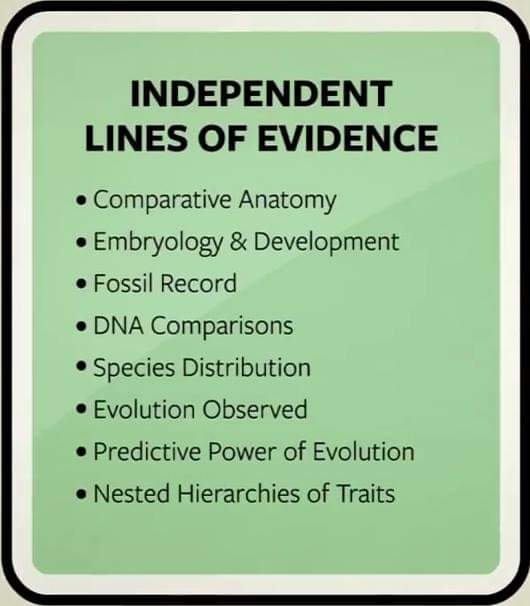 INDEPENDENT
LINES OF EVIDENCE
• Comparative Anatomy
• Embryology & Development
• Fossil Record
• DNA Comparisons
• Species Distribution
• Evolution Observed
• Predictive Power of Evolution
• Nested Hierarchies of Traits